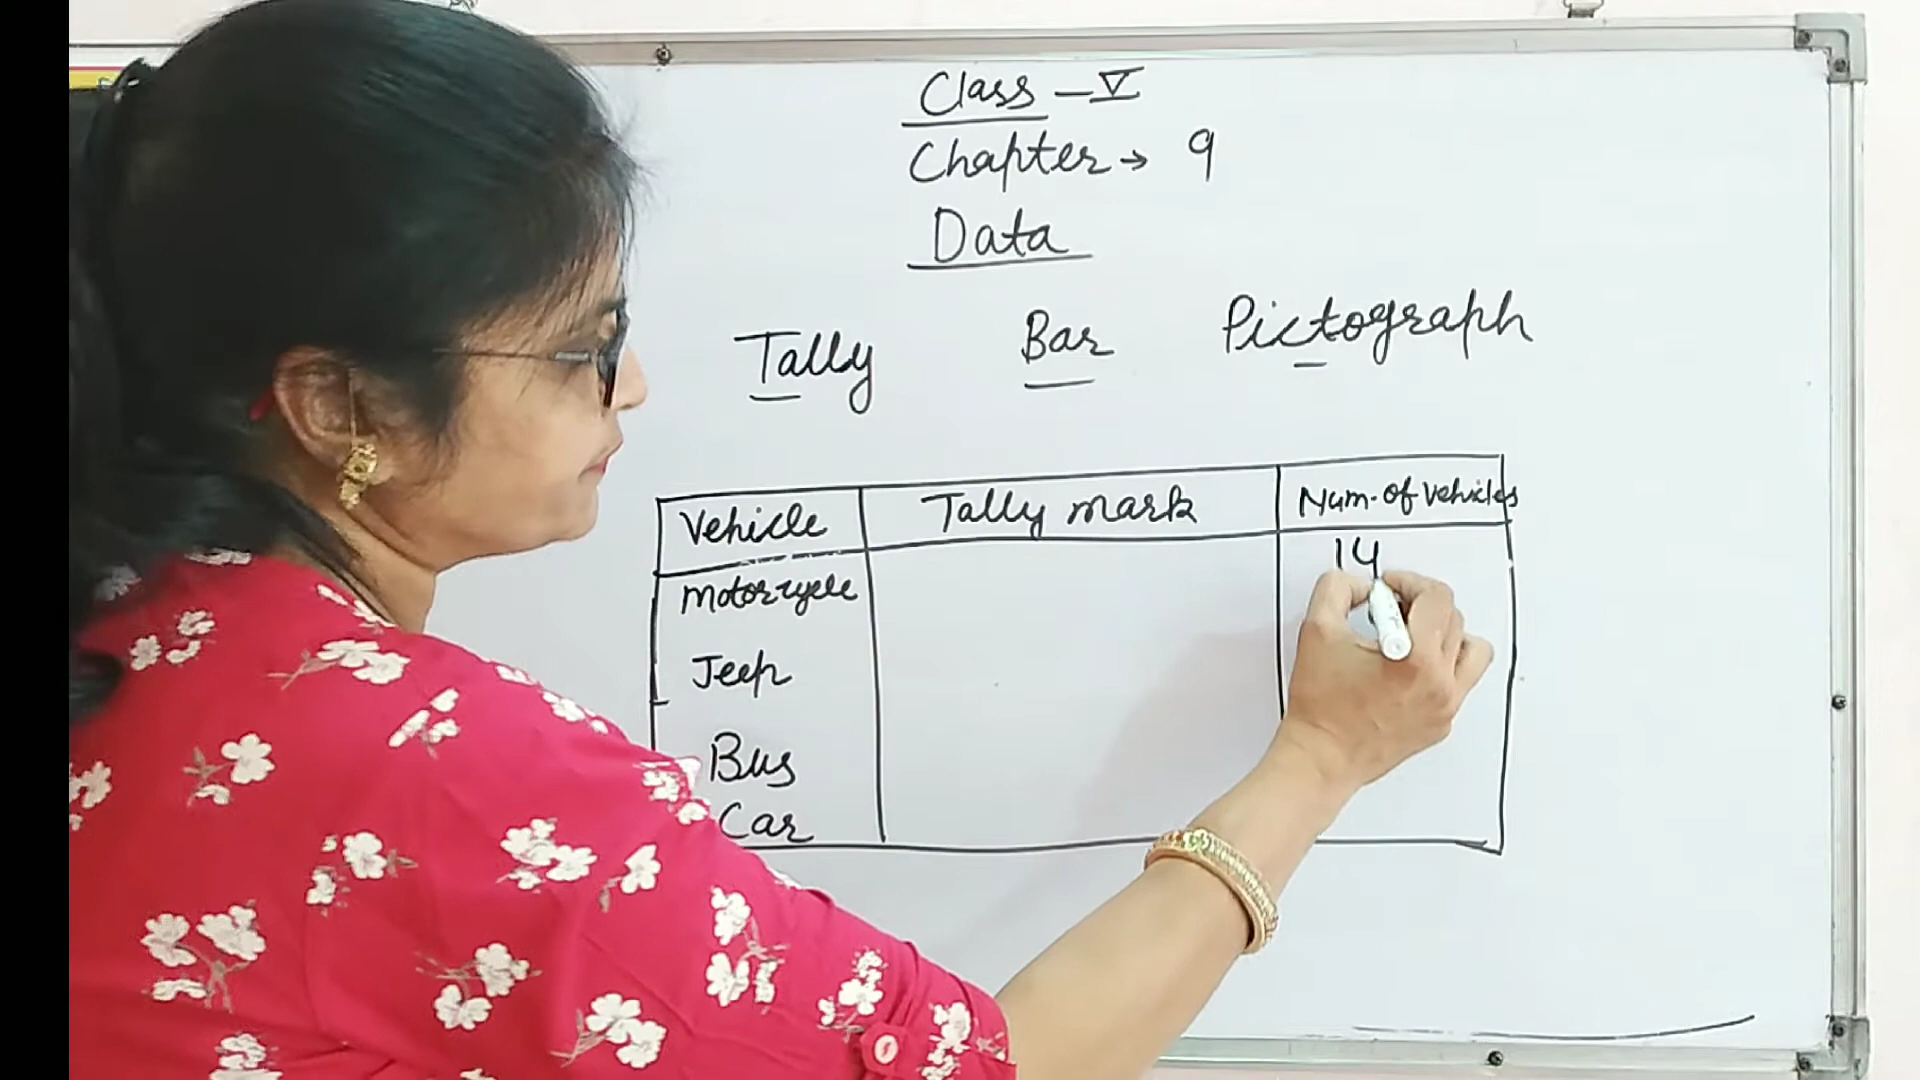 Class - V
Chapter → 9
Data
Tally Bar Pictograph
Vehicle Tally mark Num. of Vehicles
Motorcycle 14
Jeep
Bus
Car